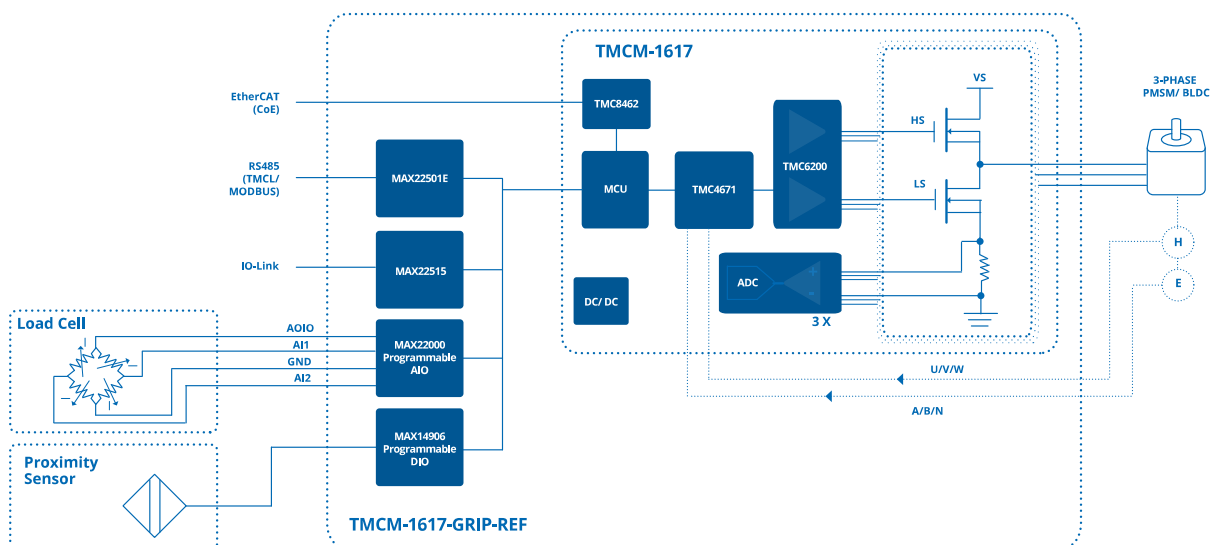 TMCM-1617
EtherCAT
(CoE)
TMC8462
VS
3-PHASE
PMSM/ BLDC
HS
RS485
(TMCL/
MODBUS)
MAX22501E
MCU
TMC4671
TMC6200
LS
H
IO-Link
MAX22515
DC/ DC
ADC
+
-
3 X
E
Load Cell
AOIO
AI1
GND
AI2
MAX22000
Programmable
AIO
U/V/W
A/B/N
MAX14906
Programmable
DIO
Proximity
Sensor
TMCM-1617-GRIP-REF